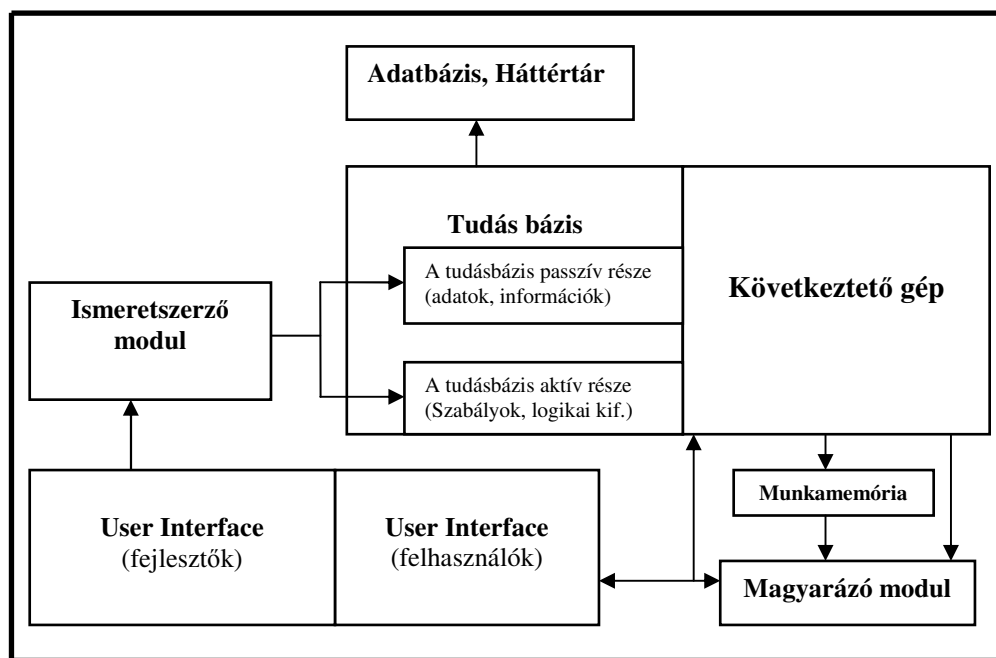 Adatbázis, Háttértár
Tudás bázis
A tudásbázis passzív része
(adatok, információk)
Következtető gép
Ismeretszerző
modul
A tudásbázis aktív része
(Szabályok, logikai kif.)
Munkamemória
User Interface
(fejlesztők)
User Interface
(felhasználók)
Magyarázó modul